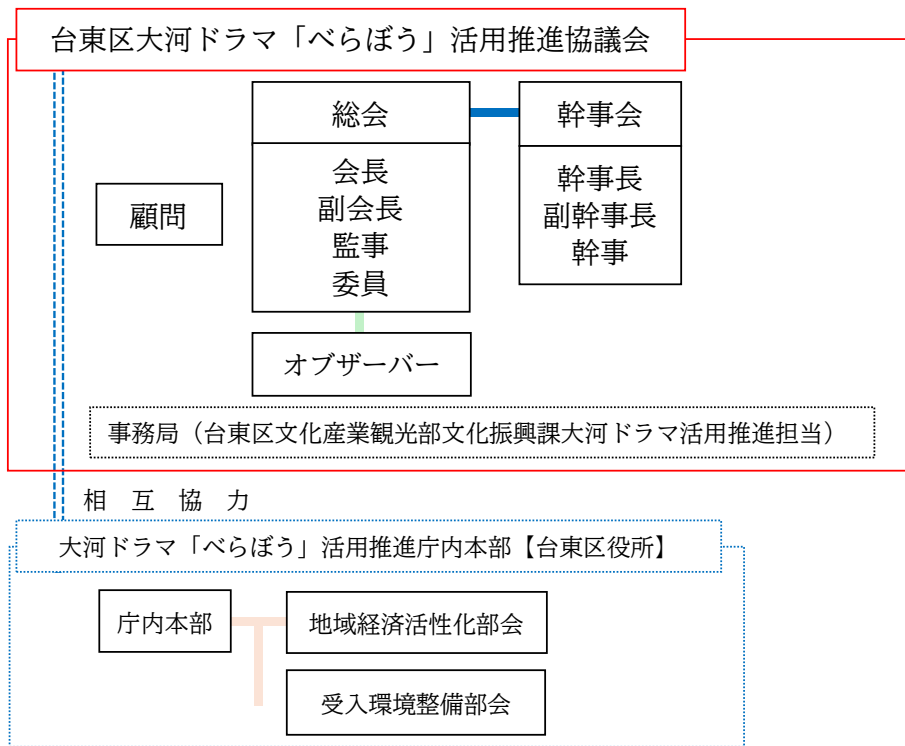 台東区大河ドラマ「べらぼう」活用推進協議会
総会
幹事会
会長
副会長
監事
委員
幹事長
副幹事長
幹事
顧問
オブザーバー
事務局（台東区文化産業観光部文化振興課大河ドラマ活用推進担当）
相 互 協 力
大河ドラマ「べらぼう」活用推進庁内本部【台東区役所】
庁内本部
地域経済活性化部会
受入環境整備部会